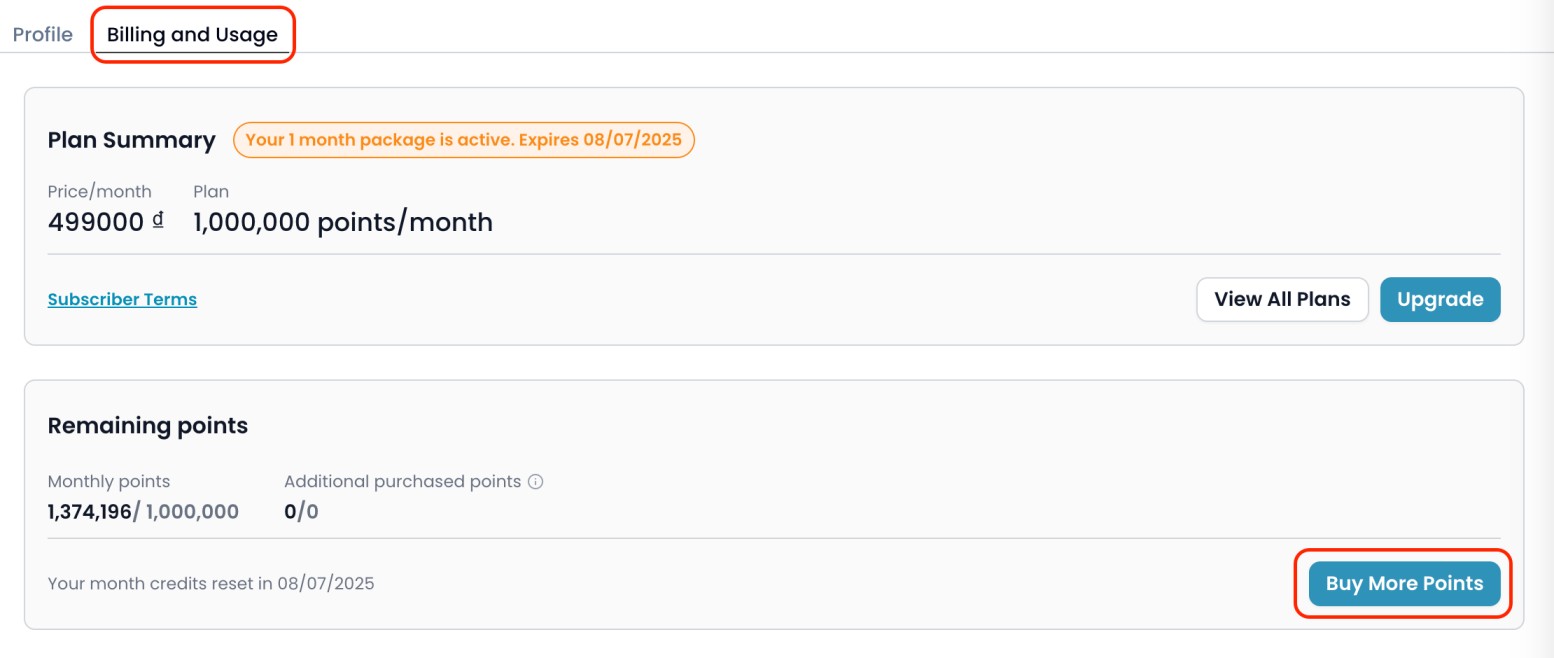 Profile Billing and Usage
Plan Summary Your 1 month package is active. Expires 08/07/2025
Price/month Plan
499000 ₫ 1,000,000 points/month
Subscriber Terms View All Plans Upgrade
Remaining points
Monthly points Additional purchased points
1,374,196/ 1,000,000 0/0
Your month credits reset in 08/07/2025 Buy More Points